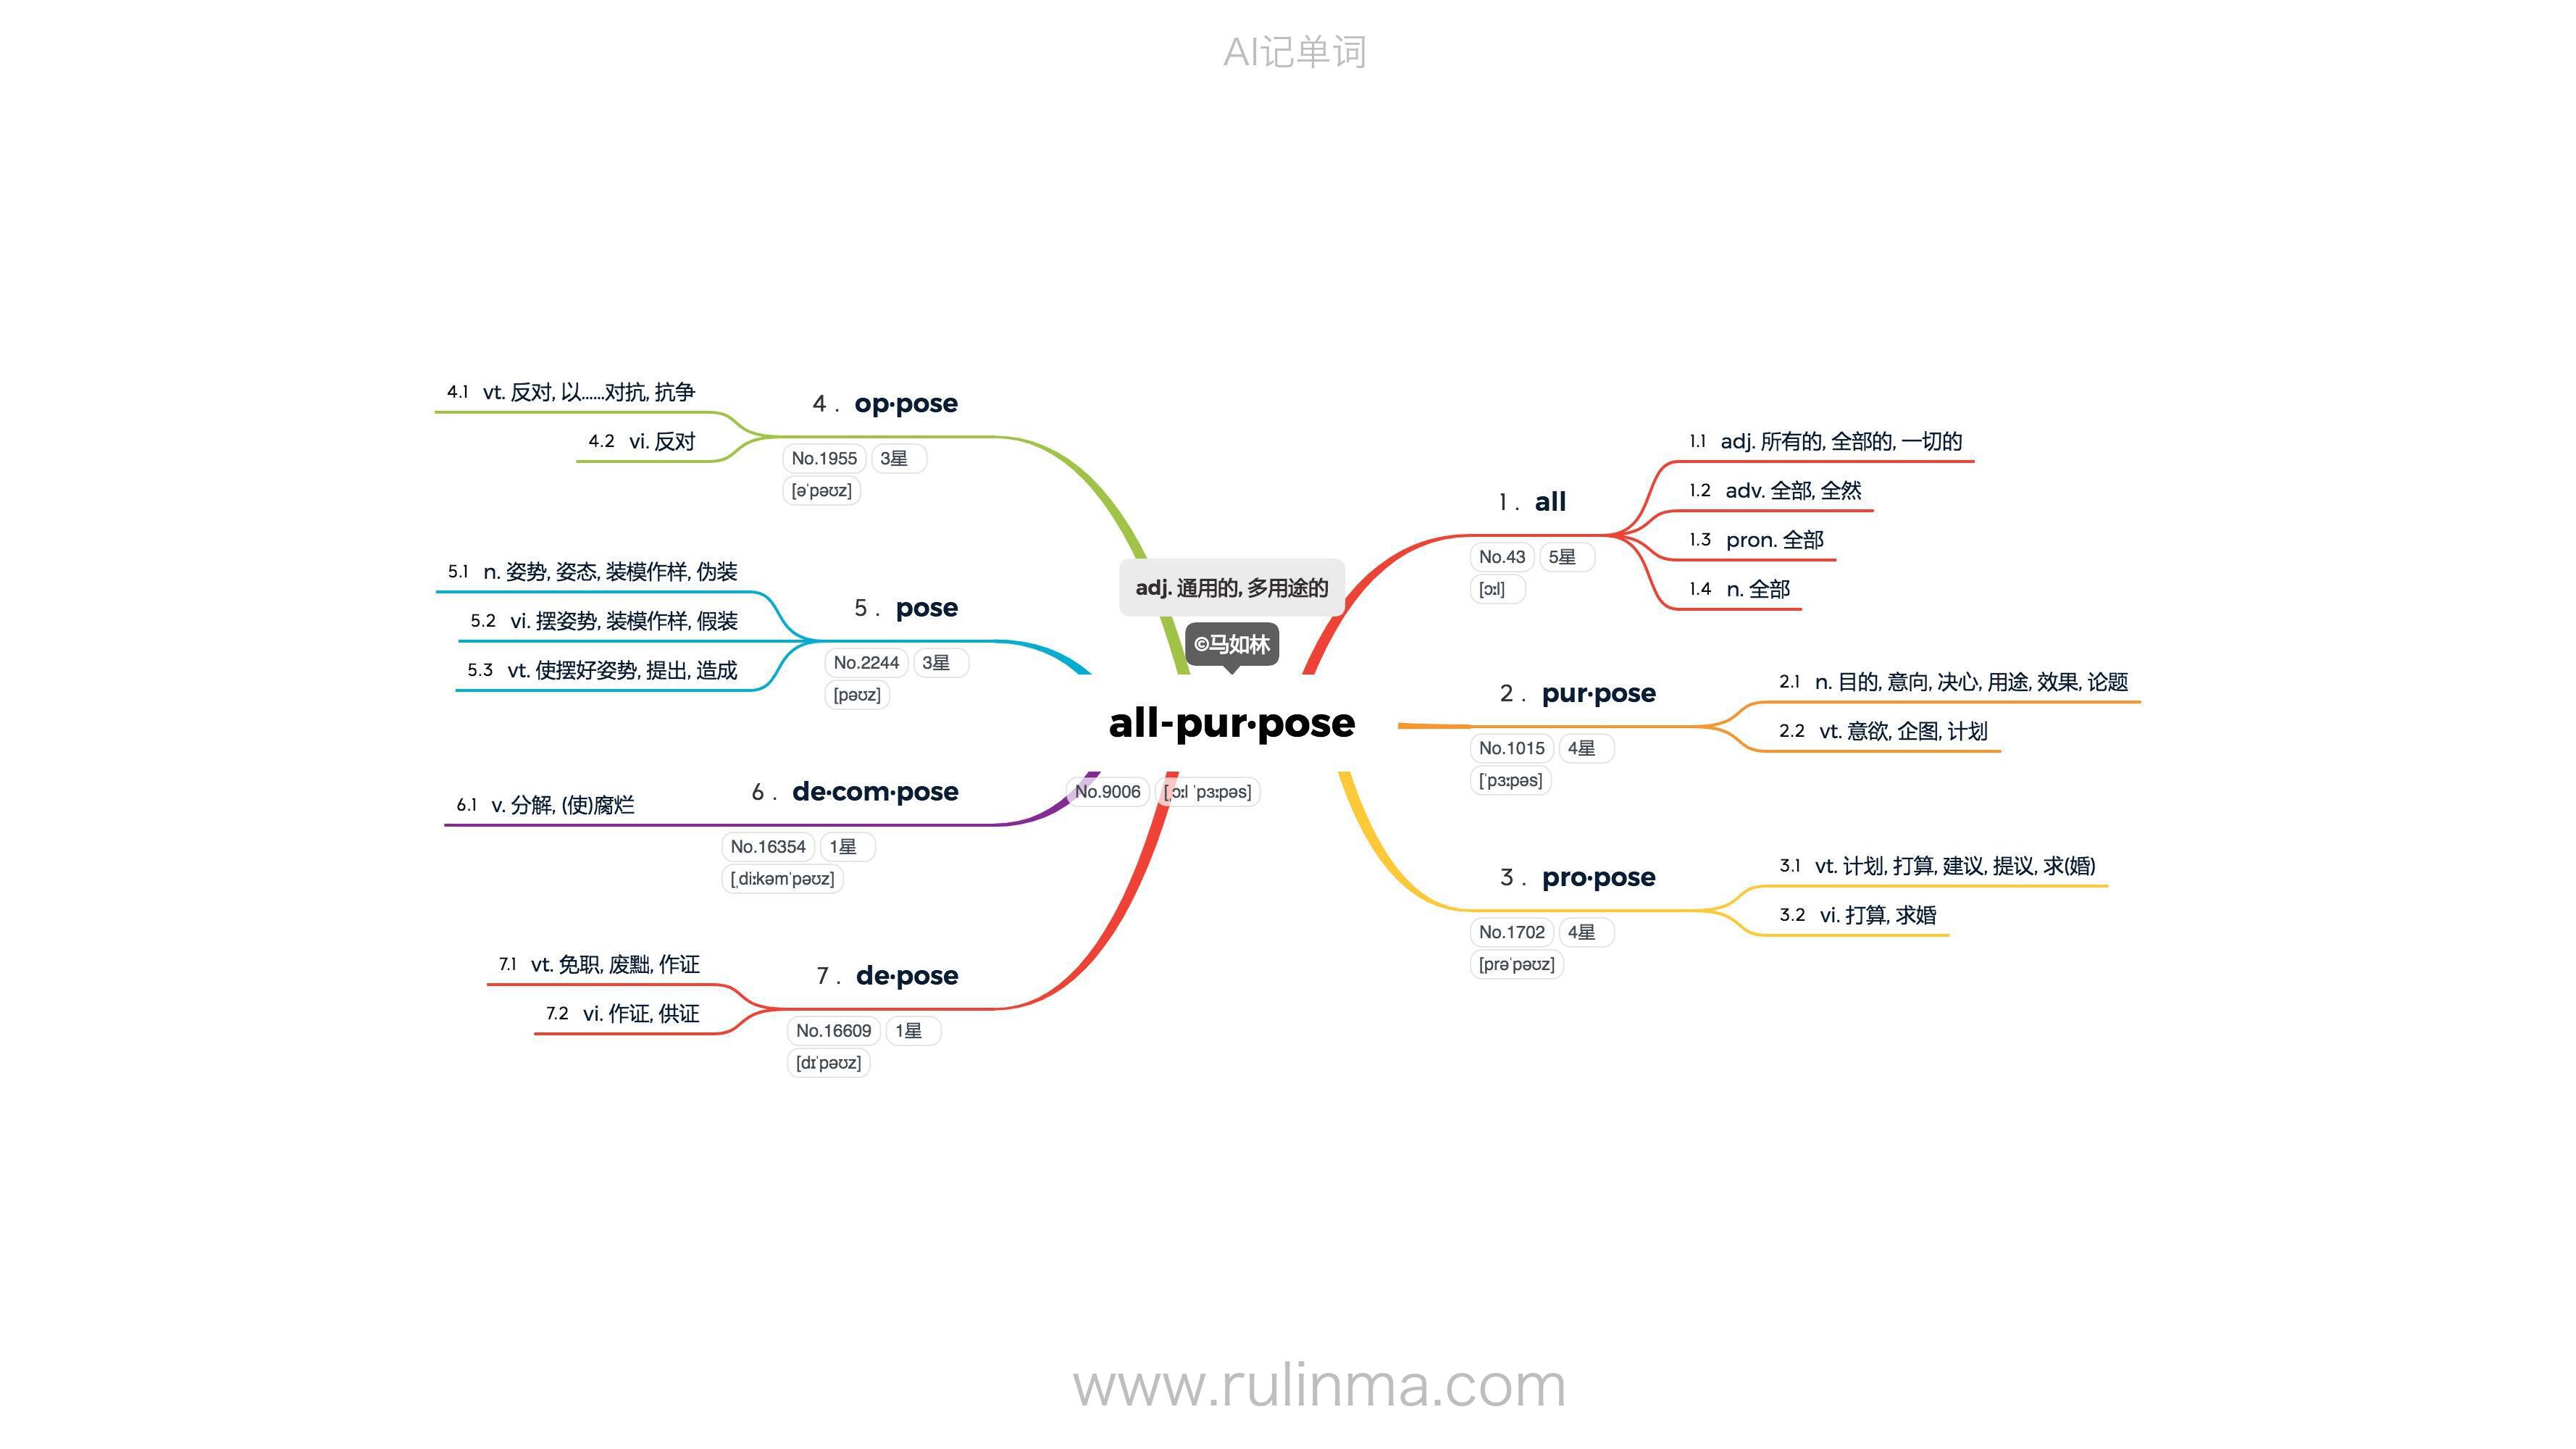 AI记单词
adj. 通用的, 多用途的
©马如林
all-pur·pose
No.9006 [ˌɔːl ˈpɜːpəs]
1 . all
No.43 5星
[ɔːl]
1.1 adj. 所有的, 全部的, 一切的
1.2 adv. 全部, 全然
1.3 pron. 全部
1.4 n. 全部
2 . pur·pose
No.1015 4星
[ˈpɜːpəs]
2.1 n. 目的, 意向, 决心, 用途, 效果, 论题
2.2 vt. 意欲, 企图, 计划
3 . pro·pose
No.1702 4星
[prəˈpəʊz]
3.1 vt. 计划, 打算, 建议, 提议, 求(婚)
3.2 vi. 打算, 求婚
4 . op·pose
No.1955 3星
[əˈpəʊz]
4.1 vt. 反对, 以……对抗, 抗争
4.2 vi. 反对
5 . pose
No.2244 3星
[pəʊz]
5.1 n. 姿势, 姿态, 装模作样, 伪装
5.2 vi. 摆姿势, 装模作样, 假装
5.3 vt. 使摆好姿势, 提出, 造成
6 . de·com·pose
No.16354 1星
[ˌdiːkəmˈpəʊz]
6.1 v. 分解, (使)腐烂
7 . de·pose
No.16609 1星
[dɪˈpəʊz]
7.1 vt. 免职, 废黜, 作证
7.2 vi. 作证, 供证
www.rulinma.com